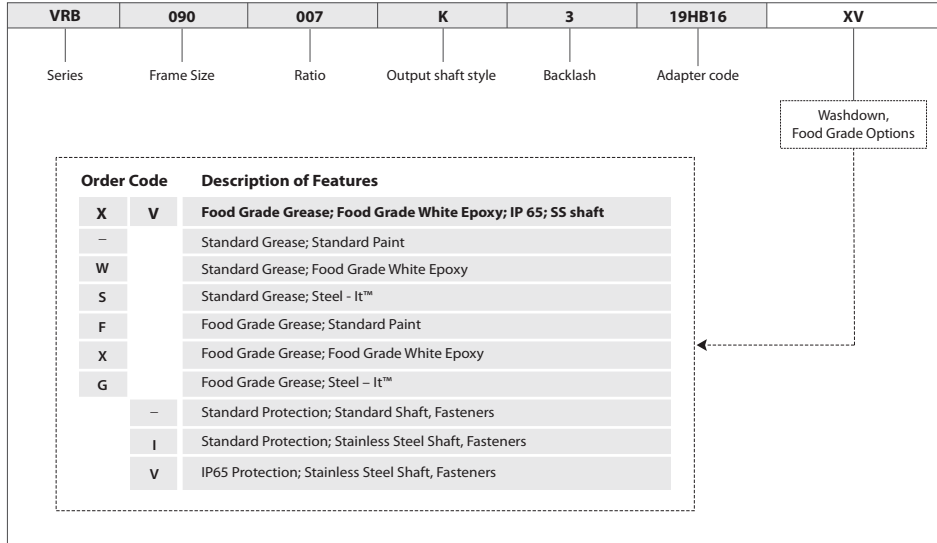 VRB 090 007 K 3 19HB16 XV
Series Frame Size Ratio Output shaft style Backlash Adapter code
Washdown,
Food Grade Options
Order Code Description of Features
X V Food Grade Grease; Food Grade White Epoxy; IP 65; SS shaft
– Standard Grease; Standard Paint
W Standard Grease; Food Grade White Epoxy
S Standard Grease; Steel - It™
F Food Grade Grease; Standard Paint
X Food Grade Grease; Food Grade White Epoxy
G Food Grade Grease; Steel – It™
– Standard Protection; Standard Shaft, Fasteners
I Standard Protection; Stainless Steel Shaft, Fasteners
V IP65 Protection; Stainless Steel Shaft, Fasteners